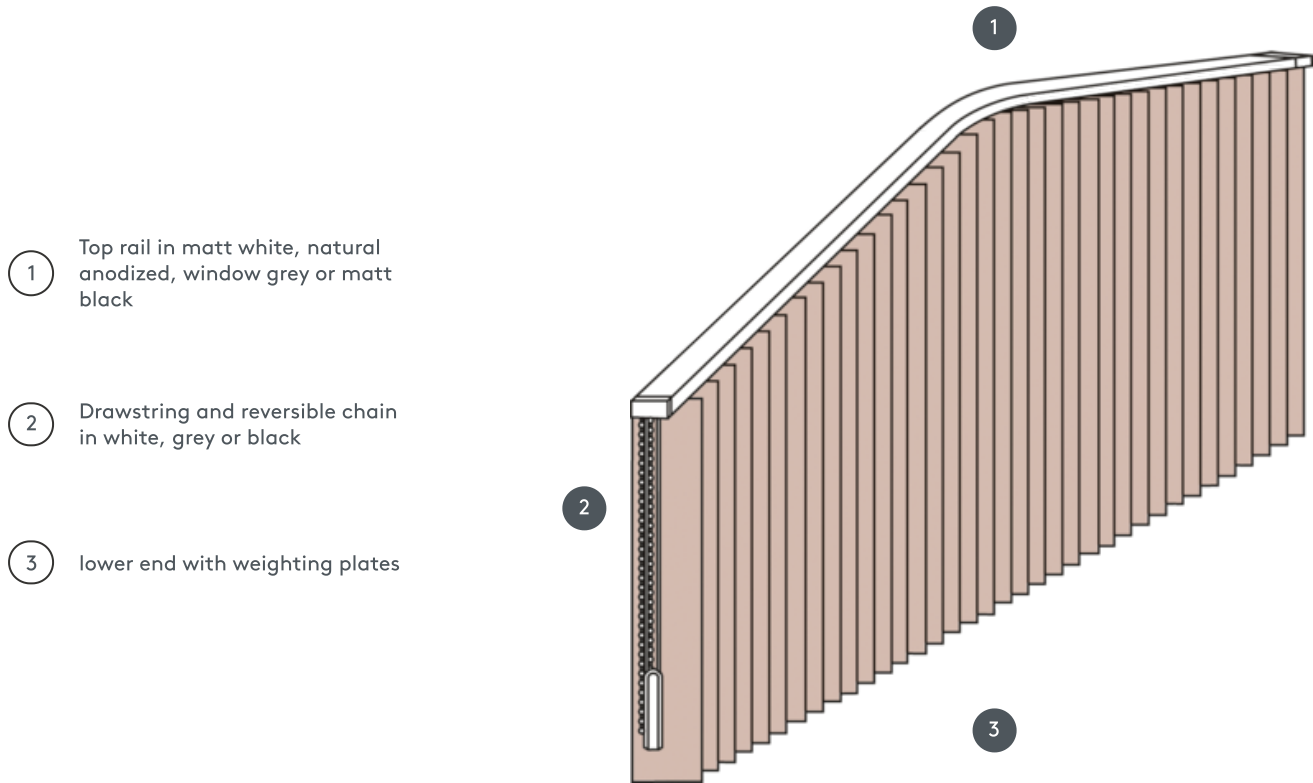 1
Top rail in matt white, natural
anodized, window grey or matt
black
2
Drawstring and reversible chain
in white, grey or black
3
lower end with weighting plates
1
2
3